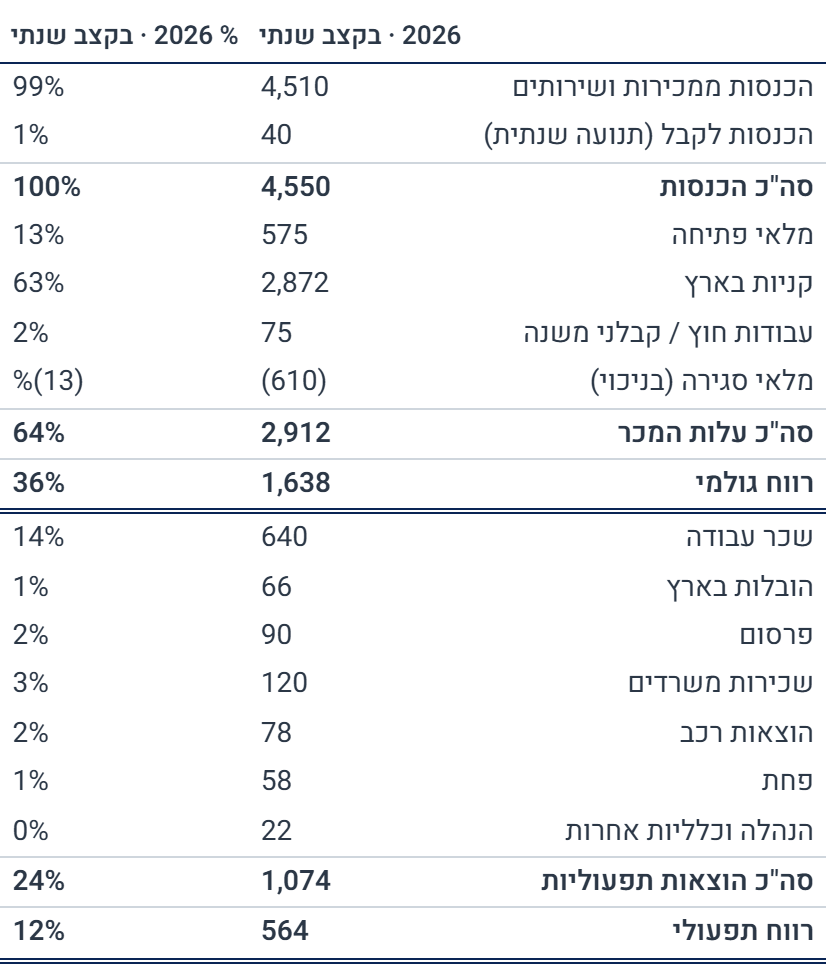 2026 · בקצב שנתי % 2026 · בקצב שנתי
הכנסות ממכירות ושירותים 4,510 99%
הכנסות לקבל (תנועה שנתית) 40 1%
סה"כ הכנסות 4,550 100%
מלאי פתיחה 575 13%
קניות בארץ 2,872 63%
עבודות חוץ / קבלני משנה 75 2%
מלאי סגירה (בניכוי) (610) %(13)
סה"כ עלות המכר 2,912 64%
רווח גולמי 1,638 36%
שכר עבודה 640 14%
הובלות בארץ 66 1%
פרסום 90 2%
שכירות משרדים 120 3%
הוצאות רכב 78 2%
פחת 58 1%
הנהלה וכלליות אחרות 22 0%
סה"כ הוצאות תפעוליות 1,074 24%
רווח תפעולי 564 12%